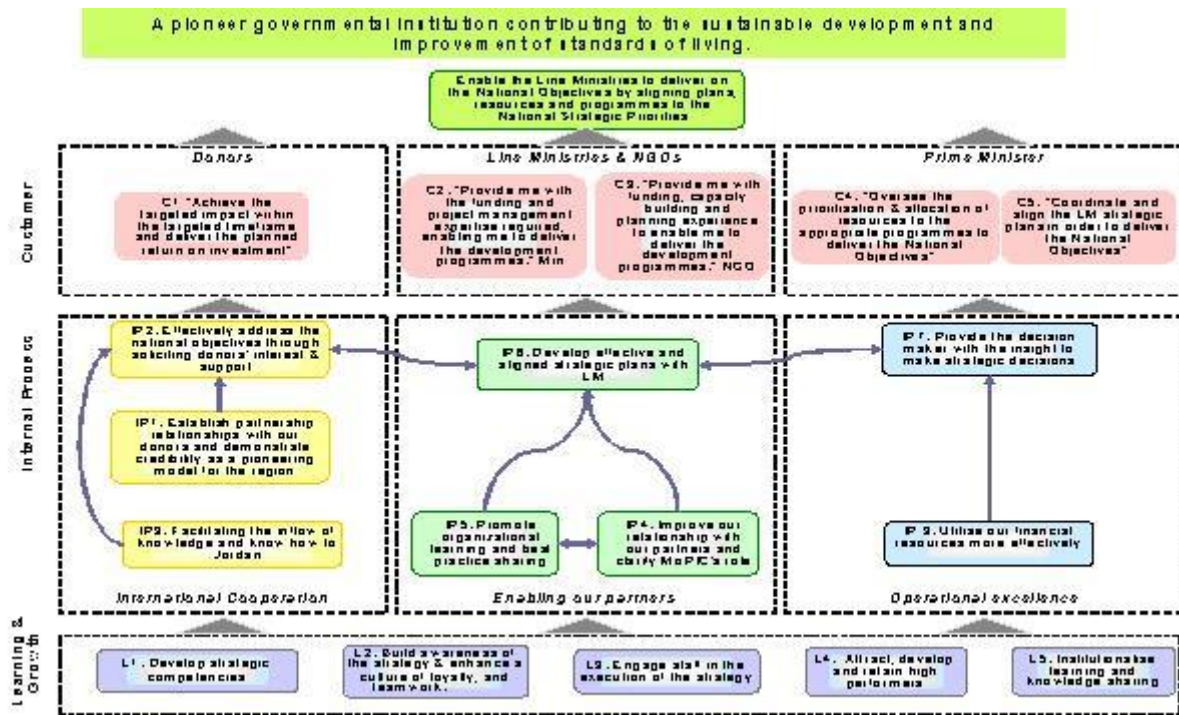 A pioneer governmental institution contributing to the sustainable development and
improvement of standards of living.
Enable the Line Ministries to deliver on
the National Objectives by aligning plans,
resources and programmes to the
National Strategic Priorities
Customer
Donors
C1 "Achieve the
targeted impact within
the targeted timeframe
and deliver the planned
return on investment"
Line Ministries & NGOs
C2. "Provide me with
the funding and
project management
expertise required,
enabling me to deliver
the development
programmes." Min
C3. "Provide me with
funding, capacity
building and
planning experience
to enable me to
deliver the
development
programmes." NGO
Prime Minister
C4. "Oversee the
prioritisation & allocation of
resources to the
appropriate programmes to
deliver the National
Objectives"
C5. "Coordinate and
align the LM strategic
plans in order to deliver
the National
Objectives"
Internal Process
IP2. Effectively address the
national objectives through
soliciting donors' interest &
support
IP1. Establish partnership
relationships with our
donors and demonstrate
credibility as a pioneering
model for the region
IP3. Facilitating the inflow of
knowledge and know how to
Jordan
International Cooperation
IP6. Develop effective and
aligned strategic plans with
LM
IP5. Promote
organizational
learning and best
practice sharing
IP4. Improve our
relationship with
our partners and
clarify MoPIC's role
Enabling our partners
IP7. Provide the decision
maker with the insight to
make strategic decisions
Utilise our financial
resources more effectively
Operational excellence
Learning &
Growth
L1. Develop strategic
competencies
L2. Build awareness of
the strategy & enhance a
culture of loyalty, and
teamwork.
L3. Engage staff in the
execution of the strategy
L4. Attract, develop
and retain high
performers
L5. Institutionalise
learning and
knowledge sharing